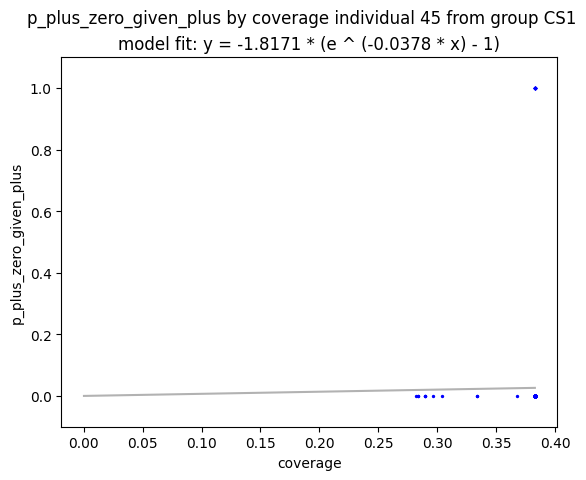 p_plus_zero_given_plus by coverage individual 45 from group CS1
model fit: y = -1.8171 * (e ^ (-0.0378 * x) - 1)
p_plus_zero_given_plus
1.0
0.8
0.6
0.4
0.2
0.0
0.00 0.05 0.10 0.15 0.20 0.25 0.30 0.35 0.40
coverage